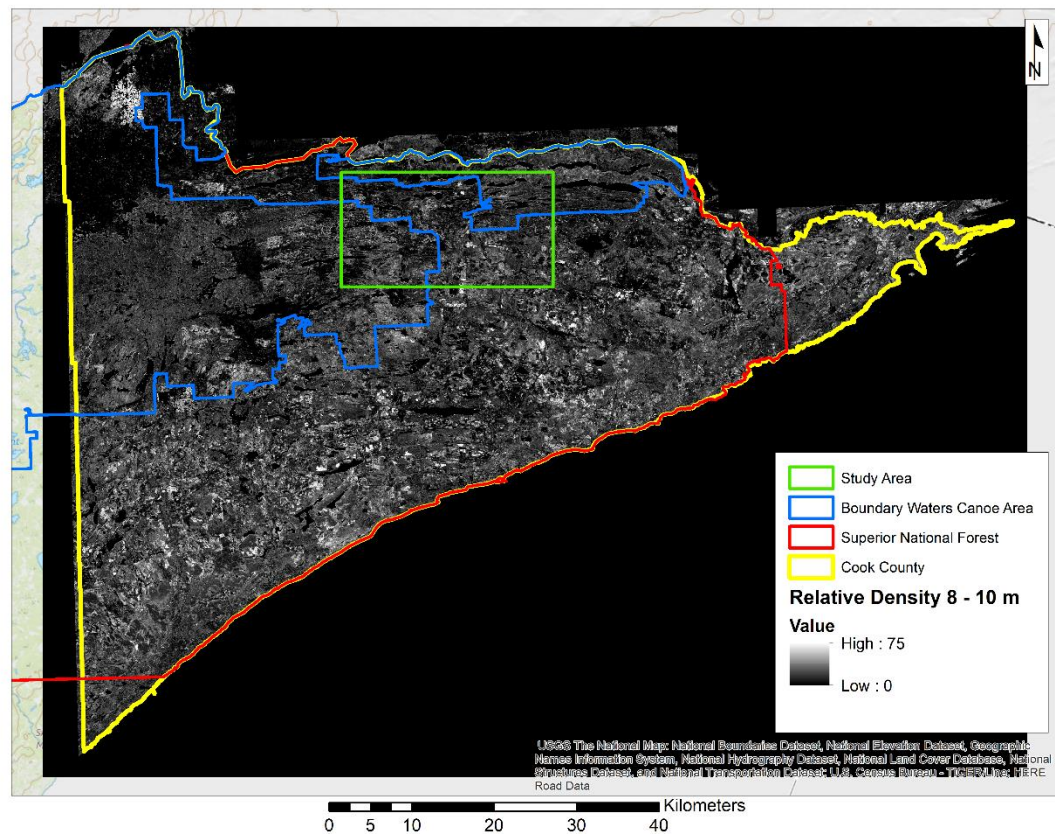 N
Study Area
Boundary Waters Canoe Area
Superior National Forest
Cook County
Relative Density 8 - 10 m
Value
High : 75
Low : 0
USGS The National Map: National Boundaries Dataset, National Elevation Dataset, Geographic
Names Information System, National Hydrography Dataset, National Land Cover Database, National
Structures Dataset, and National Transportation Dataset; U.S. Census Bureau - TIGER/Line; HERE
Road Data
Kilometers
0 5 10 20 30 40